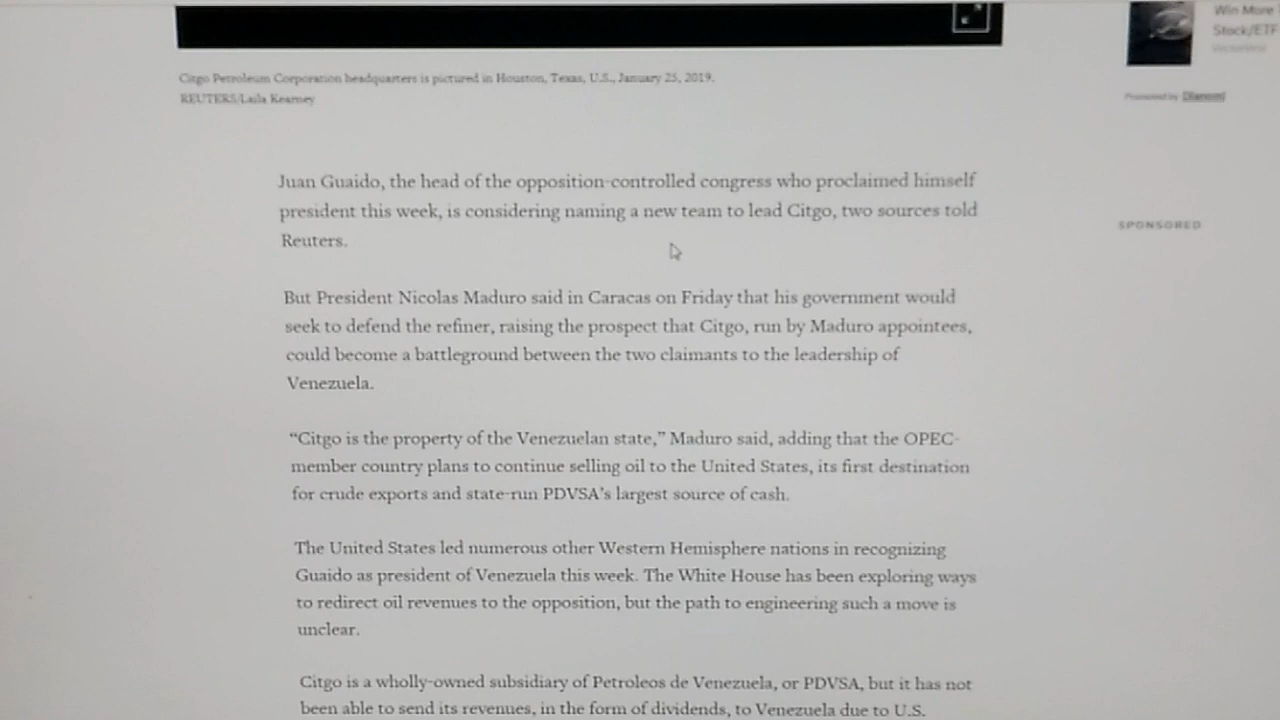 Win More
Stock/ETF
Citgo Petroleum Corporation headquarters is pictured in Houston, Texas, U.S., January 25, 2019.
REUTERS/Laila Kearney
Promoted by Dianomi
Juan Guaido, the head of the opposition-controlled congress who proclaimed himself
president this week, is considering naming a new team to lead Citgo, two sources told
Reuters.
SPONSORED
But President Nicolas Maduro said in Caracas on Friday that his government would
seek to defend the refiner, raising the prospect that Citgo, run by Maduro appointees,
could become a battleground between the two claimants to the leadership of
Venezuela.
“Citgo is the property of the Venezuelan state,” Maduro said, adding that the OPEC-
member country plans to continue selling oil to the United States, its first destination
for crude exports and state-run PDVSA’s largest source of cash.
The United States led numerous other Western Hemisphere nations in recognizing
Guaido as president of Venezuela this week. The White House has been exploring ways
to redirect oil revenues to the opposition, but the path to engineering such a move is
unclear.
Citgo is a wholly-owned subsidiary of Petroleos de Venezuela, or PDVSA, but it has not
been able to send its revenues, in the form of dividends, to Venezuela due to U.S.